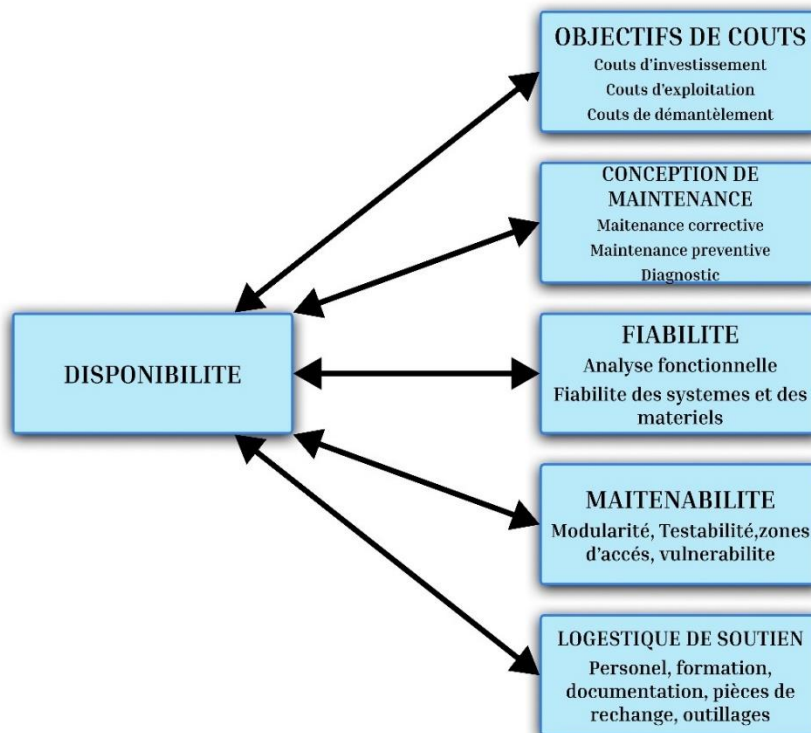 OBJECTIFS DE COUTS
Couts d'investissement
Couts d'exploitation
Couts de démantèlement
CONCEPTION DE
MAINTENANCE
Maitenance corrective
Maintenance preventive
Diagnostic
DISPONIBILITE
FIABILITE
Analyse fonctionnelle
Fiabilite des systemes et des
materiels
MAITENABILITE
Modularité, Testabilité,zones
d'accés, vulnerabilite
LOGESTIQUE DE SOUTIEN
Personel, formation,
documentation, pièces de
rechange, outillages